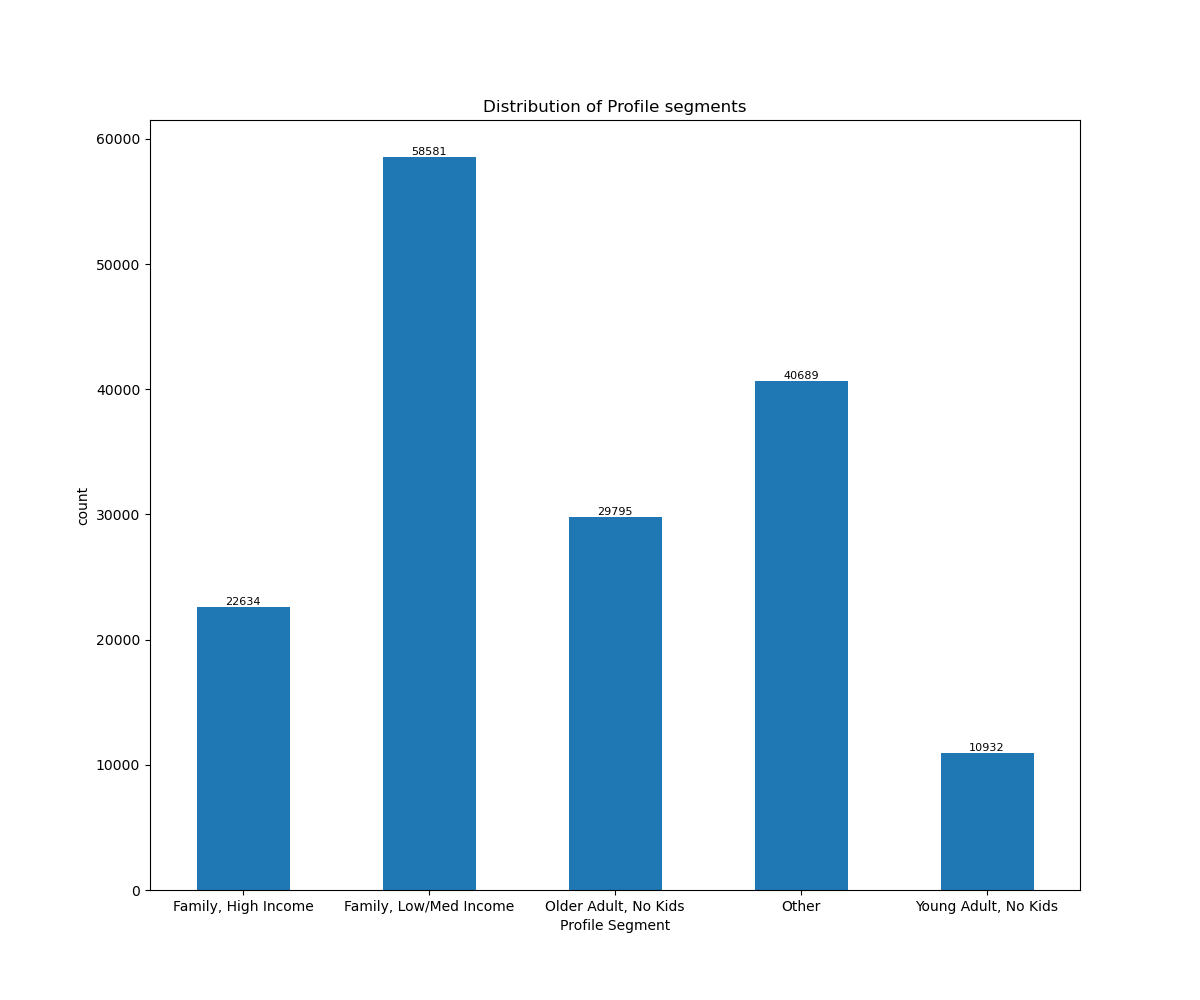 Distribution of Profile segments
60000
50000
40000
30000
20000
10000
0
count
22634
58581
29795
40689
10932
Family, High Income
Family, Low/Med Income
Older Adult, No Kids
Other
Young Adult, No Kids
Profile Segment